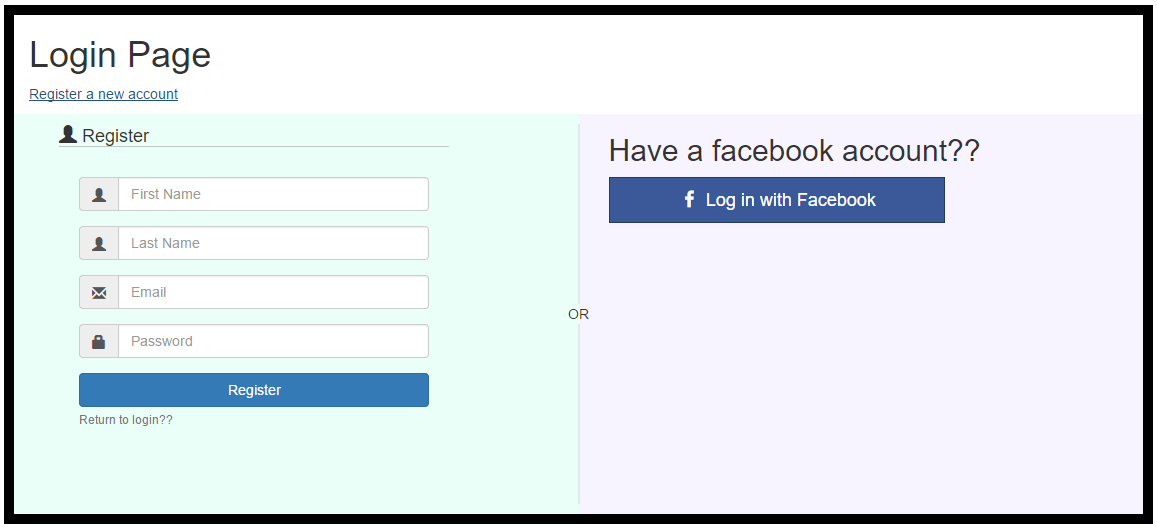 Login Page
Register a new account
Register
First Name
Last Name
Email
Password
Register
Return to login??
OR
Have a facebook account??
f Log in with Facebook